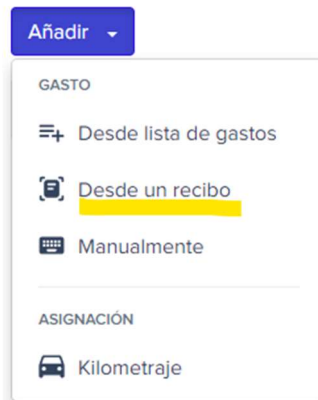 Añadir
GASTO
Desde lista de gastos
Desde un recibo
Manualmente
ASIGNACIÓN
Kilometraje